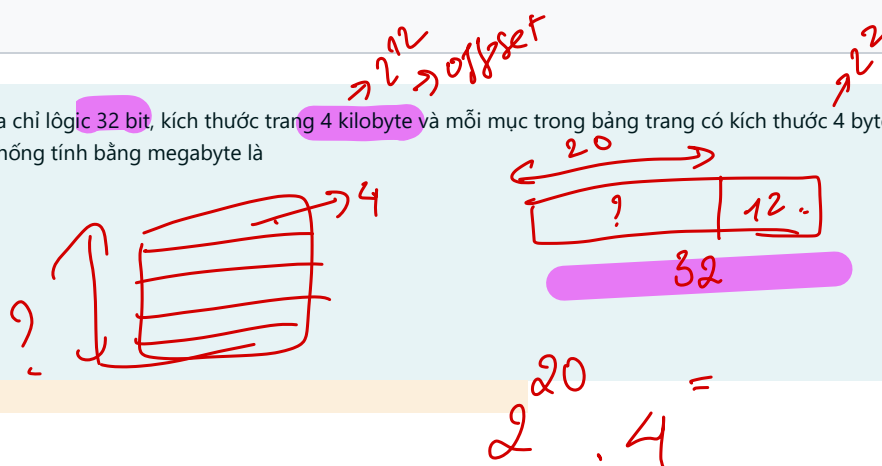 2^12 → offset
2^2
a chỉ lôgic 32 bit, kích thước trang 4 kilobyte và mỗi mục trong bảng trang có kích thước 4 byt
hống tính bằng megabyte là
20
4
? 12.
32
?
2^20 . 4 =